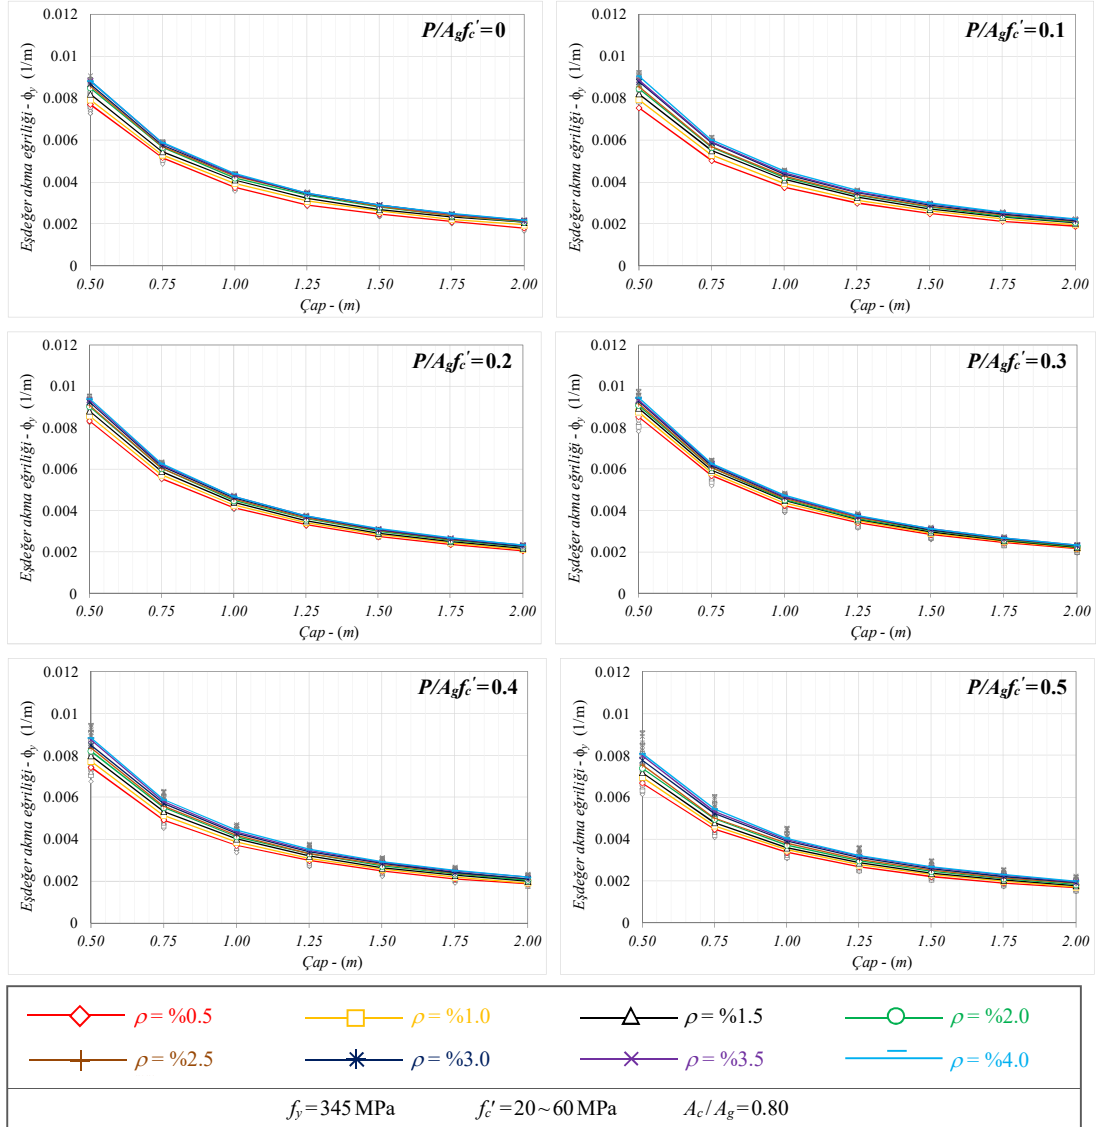 P/A_g f_c′=0
Eşdeğer akma eğriliği - ϕ_y (1/m)
0.012
0.01
0.008
0.006
0.004
0.002
0
0.50 0.75 1.00 1.25 1.50 1.75 2.00
Çap - (m)
P/A_g f_c′=0.1
Eşdeğer akma eğriliği - ϕ_y (1/m)
0.012
0.01
0.008
0.006
0.004
0.002
0
0.50 0.75 1.00 1.25 1.50 1.75 2.00
Çap - (m)
P/A_g f_c′=0.2
Eşdeğer akma eğriliği - ϕ_y (1/m)
0.012
0.01
0.008
0.006
0.004
0.002
0
0.50 0.75 1.00 1.25 1.50 1.75 2.00
Çap - (m)
P/A_g f_c′=0.3
Eşdeğer akma eğriliği - ϕ_y (1/m)
0.012
0.01
0.008
0.006
0.004
0.002
0
0.50 0.75 1.00 1.25 1.50 1.75 2.00
Çap - (m)
P/A_g f_c′=0.4
Eşdeğer akma eğriliği - ϕ_y (1/m)
0.012
0.01
0.008
0.006
0.004
0.002
0
0.50 0.75 1.00 1.25 1.50 1.75 2.00
Çap - (m)
P/A_g f_c′=0.5
Eşdeğer akma eğriliği - ϕ_y (1/m)
0.012
0.01
0.008
0.006
0.004
0.002
0
0.50 0.75 1.00 1.25 1.50 1.75 2.00
Çap - (m)
ρ = %0.5 ρ = %1.0 ρ = %1.5 ρ = %2.0
ρ = %2.5 ρ = %3.0 ρ = %3.5 ρ = %4.0
f_y = 345 MPa f_c′ = 20 ~ 60 MPa A_c / A_g = 0.80